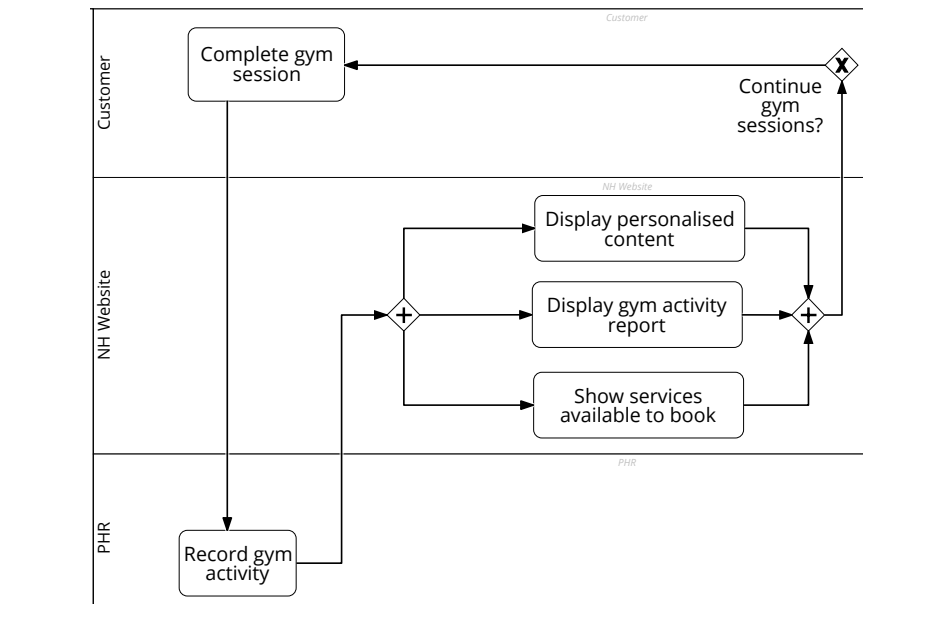 Customer
Customer
Complete gym
session
X
Continue
gym
sessions?
NH Website
NH Website
Display personalised
content
Display gym activity
report
Show services
available to book
PHR
PHR
Record gym
activity